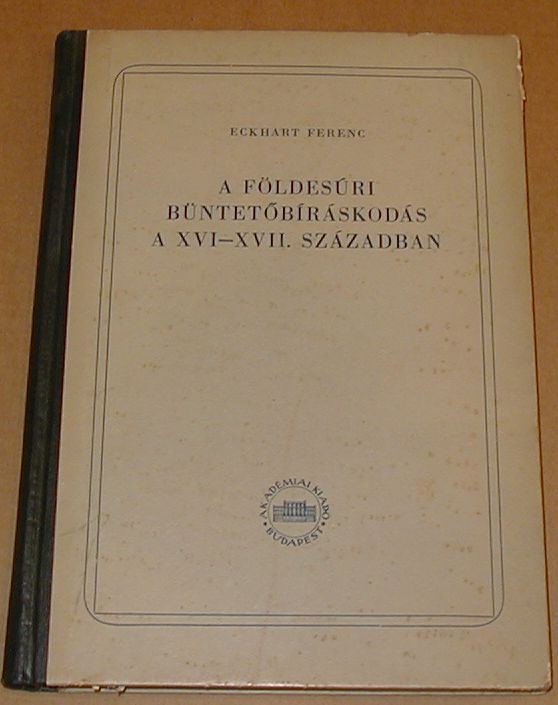 ECKHART FERENC
A FÖLDESÚRI
BÜNTETŐBÍRÁSKODÁS
A XVI—XVII. SZÁZADBAN
AKADÉMIAI KIADÓ
BUDAPEST